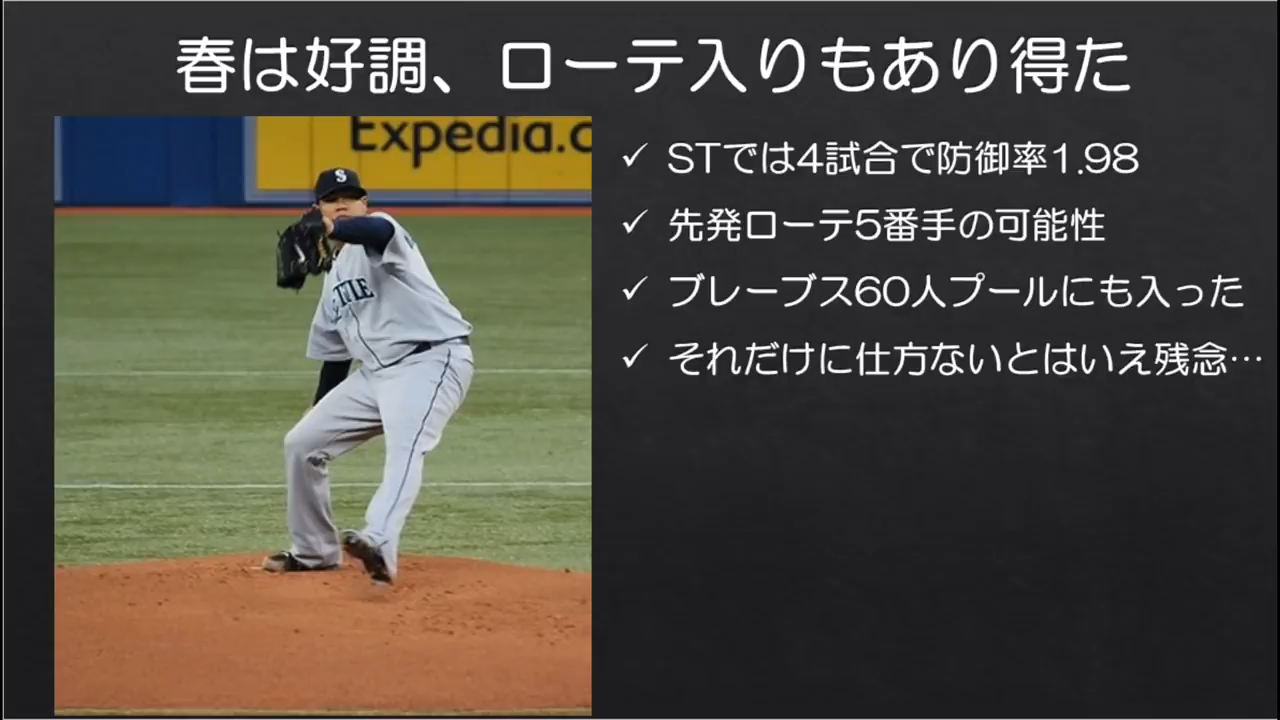 春は好調、ローテ入りもあり得た
Expedia.c
S
TTLE
✓ STでは4試合で防御率1.98
✓ 先発ローテ5番手の可能性
✓ ブレーブス60人プールにも入った
✓ それだけに仕方ないとはいえ残念…